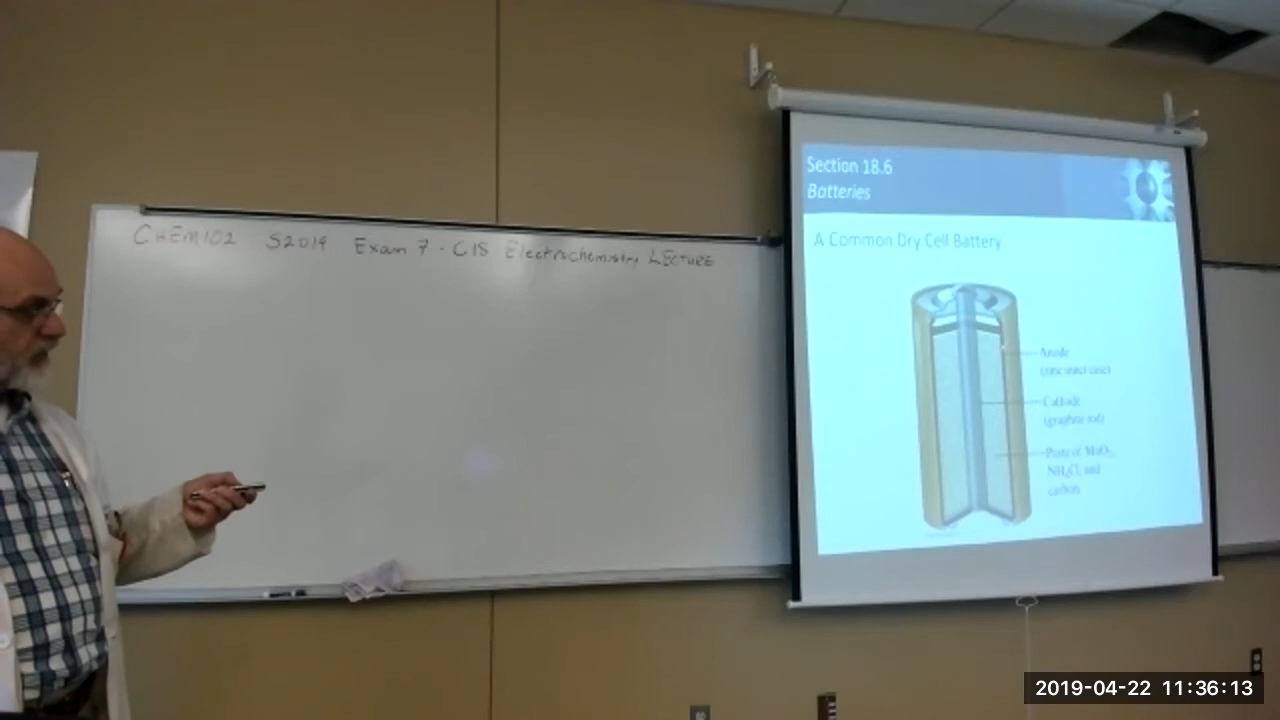 CHEM102 S2019 Exam 7 - C18 Electrochemistry LECTURE
Section 18.6
Batteries
A Common Dry Cell Battery
Anode
(zinc inner case)
Cathode
(graphite rod)
Paste of MnO₂,
NH₄Cl, and
carbon
2019-04-22 11:36:13